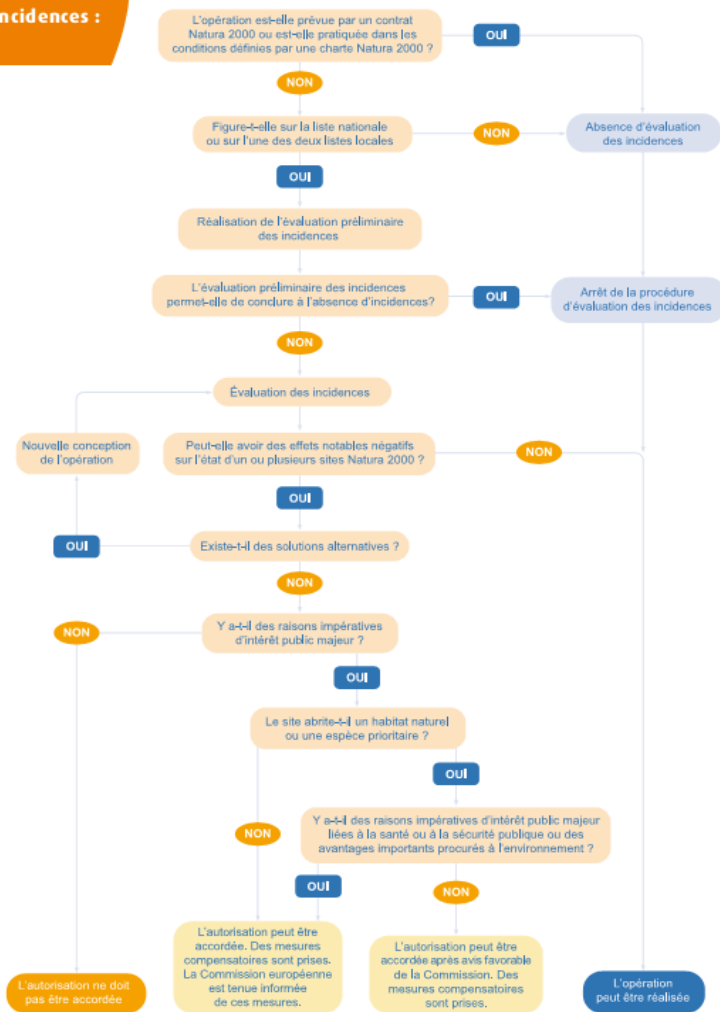 ncidences :
L'opération est-elle prévue par un contrat
Natura 2000 ou est-elle pratiquée dans les
conditions définies par une charte Natura 2000 ?
OUI
NON
Figure-t-elle sur la liste nationale
ou sur l'une des deux listes locales
NON
Absence d'évaluation
des incidences
OUI
Réalisation de l'évaluation préliminaire
des incidences
L'évaluation préliminaire des incidences
permet-elle de conclure à l'absence d'incidences?
OUI
Arrêt de la procédure
d'évaluation des incidences
NON
Évaluation des incidences
Nouvelle conception
de l'opération
Peut-elle avoir des effets notables négatifs
sur l'état d'un ou plusieurs sites Natura 2000 ?
NON
OUI
OUI
Existe-t-il des solutions alternatives ?
NON
NON
Y a-t-il des raisons impératives
d'intérêt public majeur ?
OUI
Le site abrite-t-il un habitat naturel
ou une espèce prioritaire ?
OUI
NON
Y a-t-il des raisons impératives d'intérêt public majeur
liées à la santé ou à la sécurité publique ou des
avantages importants procurés à l'environnement ?
OUI
NON
L'autorisation ne doit
pas être accordée
L'autorisation peut être
accordée. Des mesures
compensatoires sont prises.
La Commission européenne
est tenue informée
de ces mesures.
L'autorisation peut être
accordée après avis favorable
de la Commission. Des
mesures compensatoires
sont prises.
L'opération
peut être réalisée